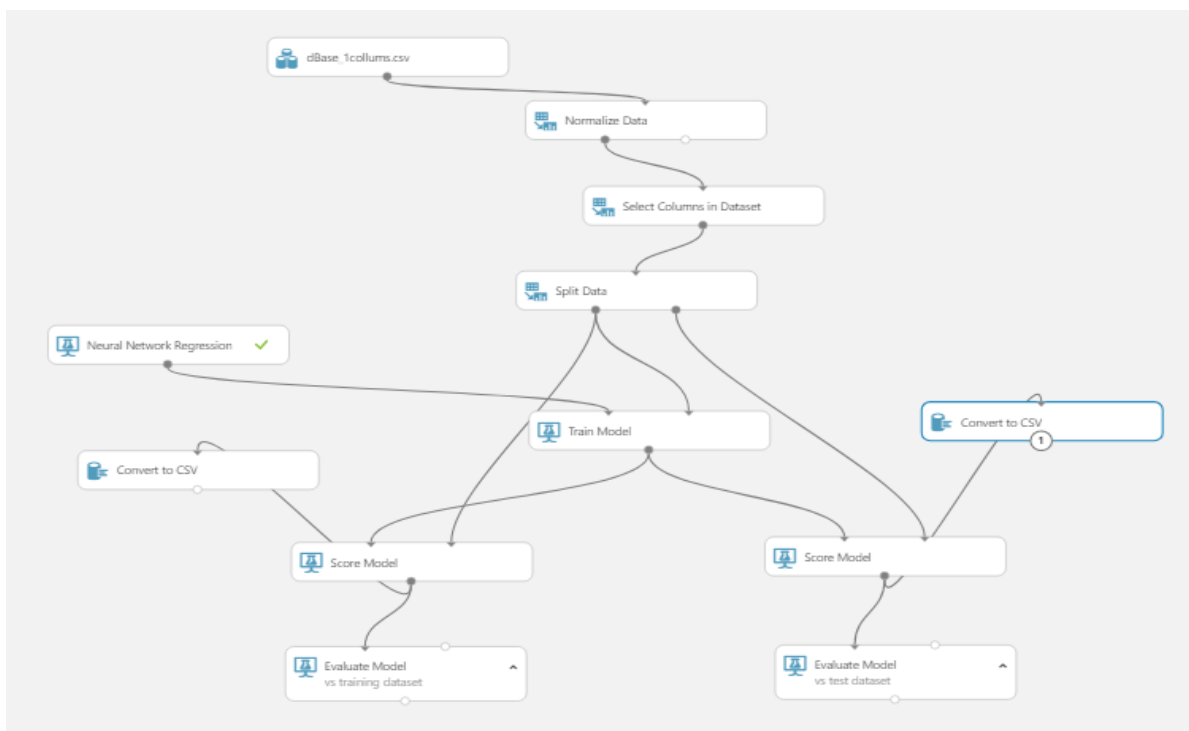 dBase_1collums.csv
Normalize Data
Select Columns in Dataset
Split Data
Neural Network Regression
Convert to CSV
1
Train Model
Convert to CSV
Score Model
Score Model
Evaluate Model
vs training dataset
Evaluate Model
vs test dataset